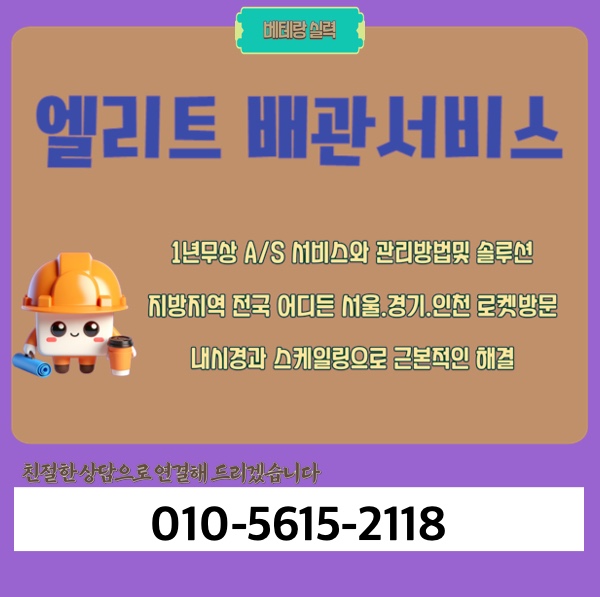 베테랑 실력
엘리트 배관서비스
1년무상 A/S 서비스와 관리방법및 솔루션
지방지역 전국 어디든 서울.경기.인천 로켓방문
내시경과 스케일링으로 근본적인 해결
친절한 상담으로 연결해 드리겠습니다
010-5615-2118